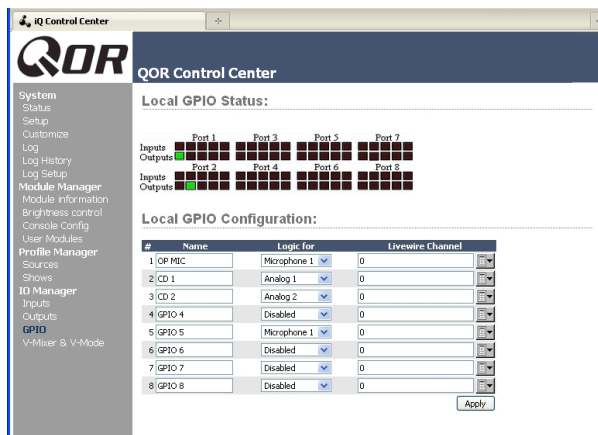 iQ Control Center
QOR
QOR Control Center
System
Status
Setup
Customize
Log
Log History
Log Setup
Module Manager
Module information
Brightness control
Console Config
User Modules
Profile Manager
Sources
Shows
IO Manager
Inputs
Outputs
GPIO
V-Mixer & V-Mode
Local GPIO Status:
Port 1 Port 3 Port 5 Port 7
Inputs
Outputs
Port 2 Port 4 Port 6 Port 8
Inputs
Outputs
Local GPIO Configuration:
# Name Logic for Livewire Channel
1 OP MIC Microphone 1 0
2 CD 1 Analog 1 0
3 CD 2 Analog 2 0
4 GPIO 4 Disabled 0
5 GPIO 5 Microphone 1 0
6 GPIO 6 Disabled 0
7 GPIO 7 Disabled 0
8 GPIO 8 Disabled 0
Apply